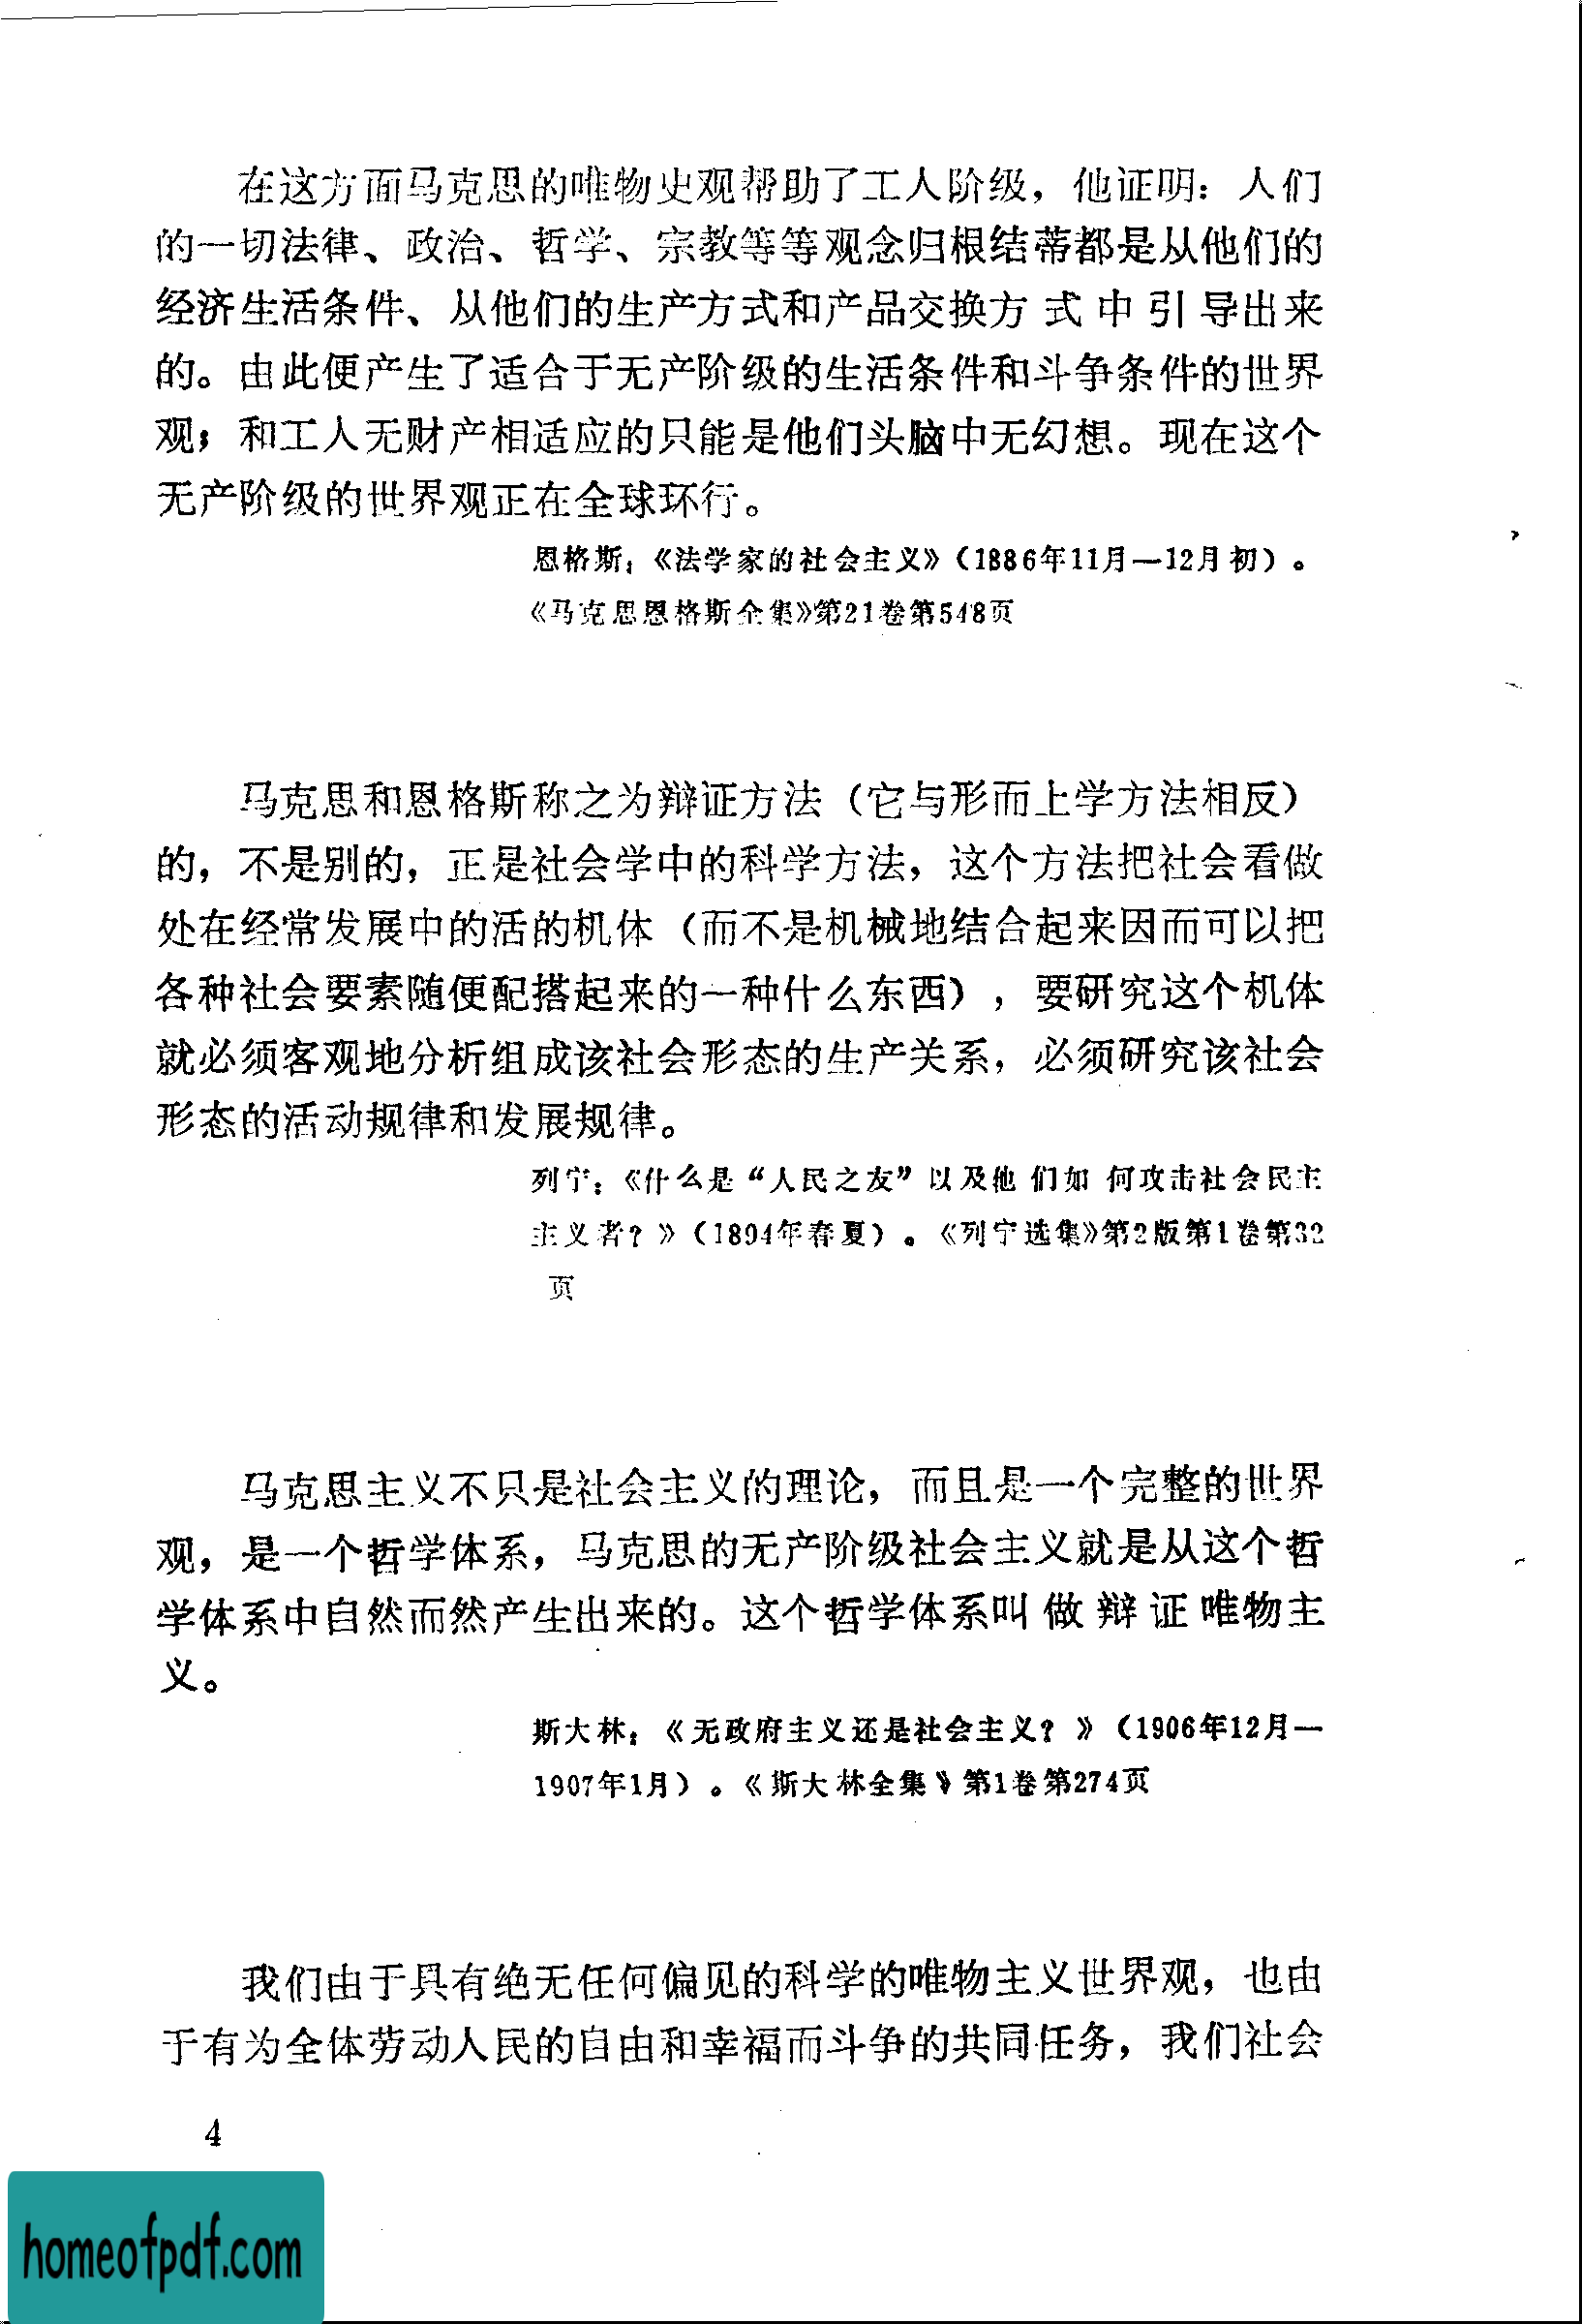 在这方面马克思的唯物史观帮助了工人阶级，他证明：人们
的一切法律、政治、哲学、宗教等等观念归根结蒂都是从他们的
经济生活条件、从他们的生产方式和产品交换方式中引导出来
的。由此便产生了适合于无产阶级的生活条件和斗争条件的世界
观；和工人无财产相适应的只能是他们头脑中无幻想。现在这个
无产阶级的世界观正在全球环行。
恩格斯：《法学家的社会主义》（1886年11月—12月初）。
《马克思恩格斯全集》第21卷第548页
马克思和恩格斯称之为辩证方法（它与形而上学方法相反）
的，不是别的，正是社会学中的科学方法，这个方法把社会看做
处在经常发展中的活的机体（而不是机械地结合起来因而可以把
各种社会要素随便配搭起来的一种什么东西），要研究这个机体
就必须客观地分析组成该社会形态的生产关系，必须研究该社会
形态的活动规律和发展规律。
列宁：《什么是“人民之友”以及他们如何攻击社会民主
主义者？》（1894年春夏）。《列宁选集》第2版第1卷第32
页
马克思主义不只是社会主义的理论，而且是一个完整的世界
观，是一个哲学体系，马克思的无产阶级社会主义就是从这个哲
学体系中自然而然产生出来的。这个哲学体系叫做辩证唯物主
义。
斯大林：《无政府主义还是社会主义？》（1906年12月—
1907年1月）。《斯大林全集》第1卷第274页
我们由于具有绝无任何偏见的科学的唯物主义世界观，也由
于有为全体劳动人民的自由和幸福而斗争的共同任务，我们社会
4
homeofpdf.com